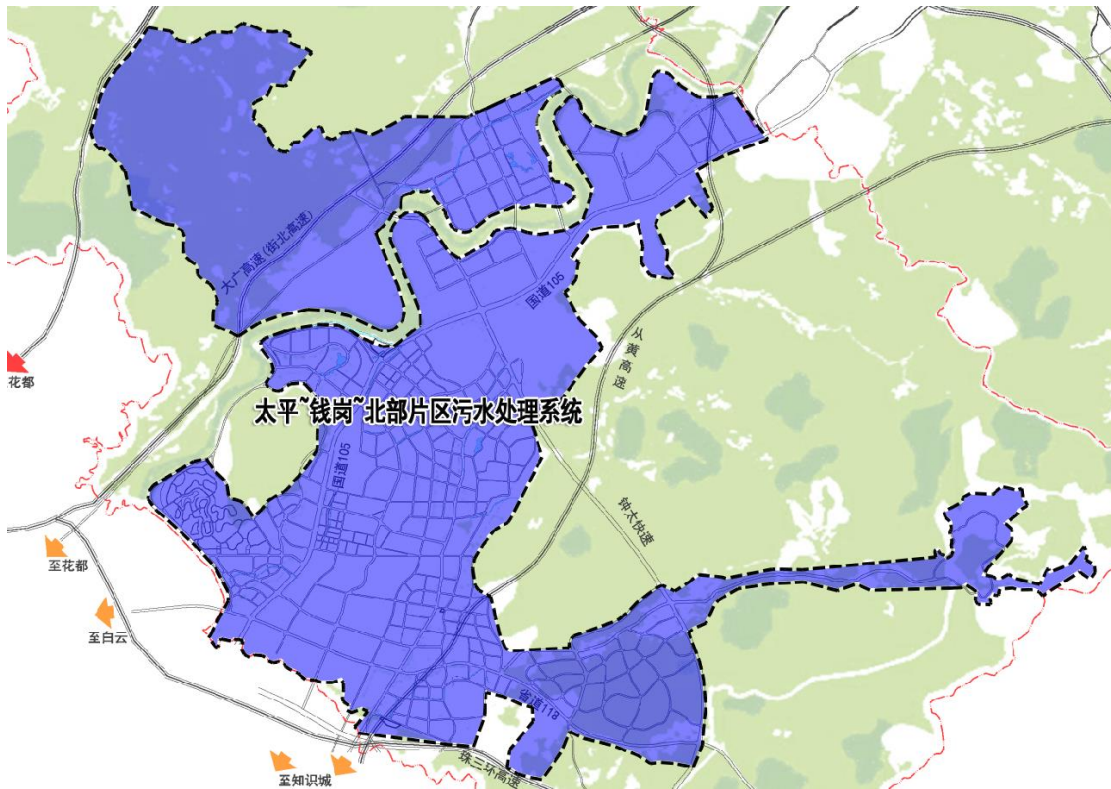 大广高速(街北高速)
国道105
从黄高速
花都
太平~钱岗~北部片区污水处理系统
国道105
钟太快速
至花都
至白云
省道118
珠三环高速
至知识城